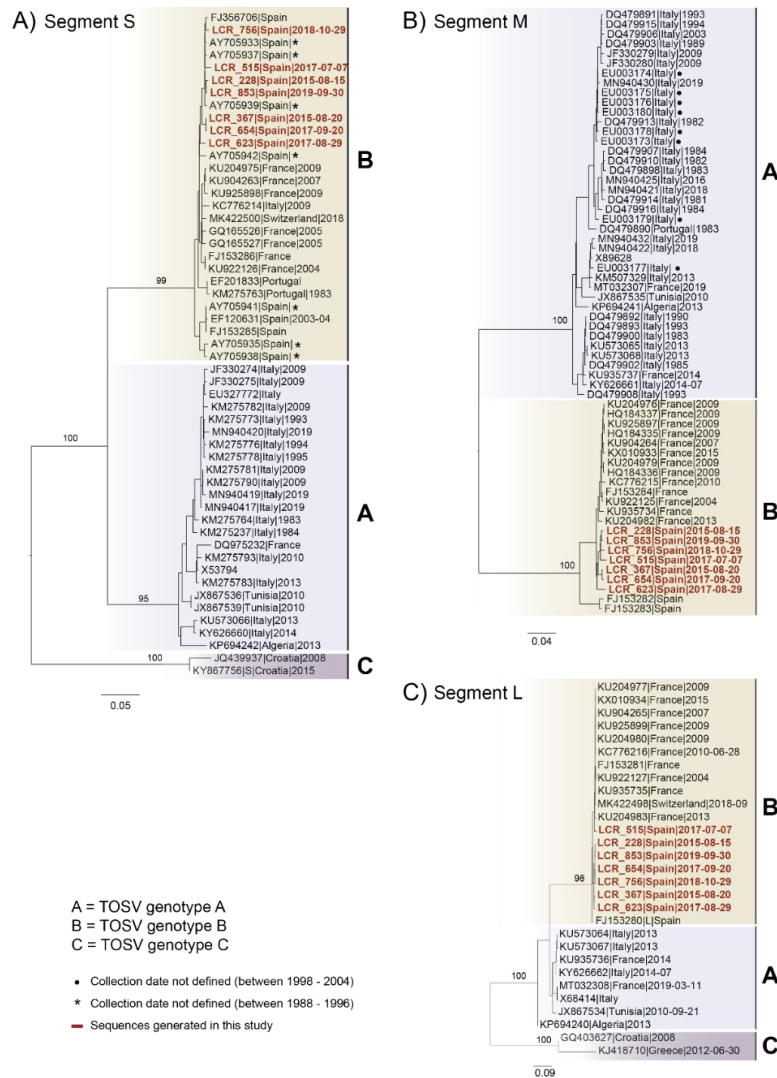 A) Segment S
FJ356706|Spain
LCR_756|Spain|2018-10-29
AY705933|Spain|*
AY705937|Spain|*
LCR_515|Spain|2017-07-07
LCR_228|Spain|2015-08-15
LCR_853|Spain|2019-09-30
AY705939|Spain|*
LCR_367|Spain|2015-08-20
LCR_654|Spain|2017-09-20
LCR_623|Spain|2017-08-29
AY705942|Spain|*
KU204975|France|2009
KU904263|France|2007
KU925898|France|2009
KC776214|Italy|2009
MK422500|Switzerland|2018
GQ165526|France|2005
GQ165527|France|2005
FJ153286|France
KU922126|France|2004
EF201833|Portugal
KM275763|Portugal|1983
AY705941|Spain|*
EF120631|Spain|2003-04
FJ153285|Spain
AY705935|Spain|*
AY705938|Spain|*
B
99
JF330274|Italy|2009
JF330275|Italy|2009
EU327772|Italy
KM275782|Italy|2009
KM275773|Italy|1993
MN940420|Italy|2019
KM275776|Italy|1994
KM275778|Italy|1995
KM275781|Italy|2009
KM275790|Italy|2009
MN940419|Italy|2019
MN940417|Italy|2019
KM275764|Italy|1983
KM275237|Italy|1984
DQ975232|France
KM275793|Italy|2010
X53794
KM275783|Italy|2013
JX867536|Tunisia|2010
JX867539|Tunisia|2010
KU573066|Italy|2013
KY626660|Italy|2014
KP694242|Algeria|2013
A
100
95
JQ439937|Croatia|2008
KY867756|S|Croatia|2015
C
100
0.05
B) Segment M
DQ479891|Italy|1993
DQ479915|Italy|1994
DQ479906|Italy|2003
DQ479903|Italy|1989
JF330279|Italy|2009
JF330280|Italy|2009
EU003174|Italy|●
MN940430|Italy|2019
EU003175|Italy|●
EU003176|Italy|●
EU003180|Italy|●
DQ479913|Italy|1982
EU003178|Italy|●
EU003173|Italy|●
DQ479907|Italy|1984
DQ479910|Italy|1982
DQ479898|Italy|1983
MN940425|Italy|2016
MN940421|Italy|2018
DQ479914|Italy|1981
DQ479916|Italy|1984
EU003179|Italy|●
DQ479890|Portugal|1983
MN940432|Italy|2019
MN940422|Italy|2018
X89628
EU003177|Italy|●
KM507329|Italy|2013
MT032307|France|2019
JX867535|Tunisia|2010
KP694241|Algeria|2013
DQ479892|Italy|1990
DQ479893|Italy|1993
DQ479900|Italy|1983
KU573065|Italy|2013
KU573068|Italy|2013
DQ479902|Italy|1985
KU935737|France|2014
KY626661|Italy|2014-07
DQ479908|Italy|1993
A
100
KU204976|France|2009
HQ184337|France|2009
KU925897|France|2009
HQ184335|France|2009
KU904264|France|2007
KX010933|France|2015
KU204979|France|2009
HQ184336|France|2009
KC776215|France|2010
FJ153284|France
KU922125|France|2004
KU935734|France
KU204982|France|2013
LCR_228|Spain|2015-08-15
LCR_853|Spain|2019-09-30
LCR_756|Spain|2018-10-29
LCR_515|Spain|2017-07-07
LCR_367|Spain|2015-08-20
LCR_654|Spain|2017-09-20
LCR_623|Spain|2017-08-29
FJ153282|Spain
FJ153283|Spain
B
100
0.04
C) Segment L
KU204977|France|2009
KX010934|France|2015
KU904265|France|2007
KU925899|France|2009
KU204980|France|2009
KC776216|France|2010-06-28
FJ153281|France
KU922127|France|2004
KU935735|France
MK422498|Switzerland|2018-09
KU204983|France|2013
LCR_515|Spain|2017-07-07
LCR_228|Spain|2015-08-15
LCR_853|Spain|2019-09-30
LCR_654|Spain|2017-09-20
LCR_756|Spain|2018-10-29
LCR_367|Spain|2015-08-20
LCR_623|Spain|2017-08-29
FJ153280|L|Spain
B
98
KU573064|Italy|2013
KU573067|Italy|2013
KU935736|France|2014
KY626662|Italy|2014-07
MT032308|France|2019-03-11
X68414|Italy
JX867534|Tunisia|2010-09-21
KP694240|Algeria|2013
A
100
GQ403627|Croatia|2008
KJ418710|Greece|2012-06-30
C
100
0.09
A = TOSV genotype A
B = TOSV genotype B
C = TOSV genotype C
● Collection date not defined (between 1998 - 2004)
* Collection date not defined (between 1988 - 1996)
Sequences generated in this study